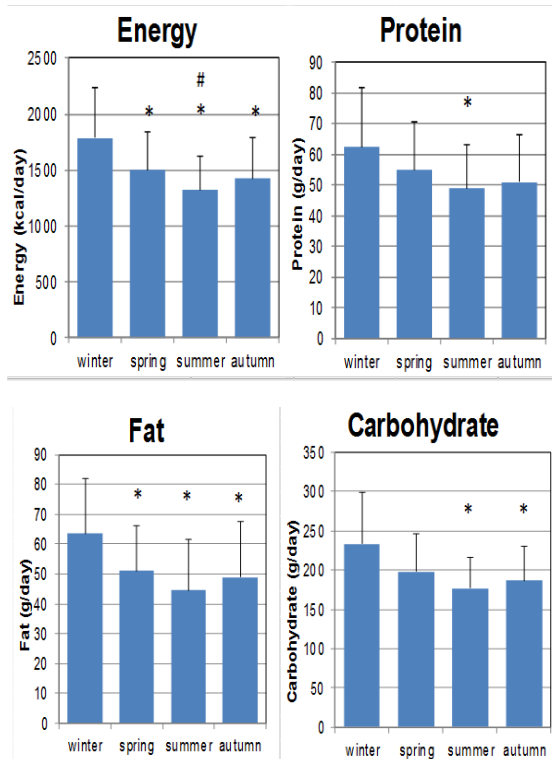 Energy
Energy (kcal/day)
2500
2000
1500
1000
500
0
#
* * *
winter spring summer autumn
Protein
Protein (g/day)
90
80
70
60
50
40
30
20
10
0
*
winter spring summer autumn
Fat
Fat (g/day)
90
80
70
60
50
40
30
20
10
0
* * *
winter spring summer autumn
Carbohydrate
Carbohydrate (g/day)
350
300
250
200
150
100
50
0
* *
winter spring summer autumn